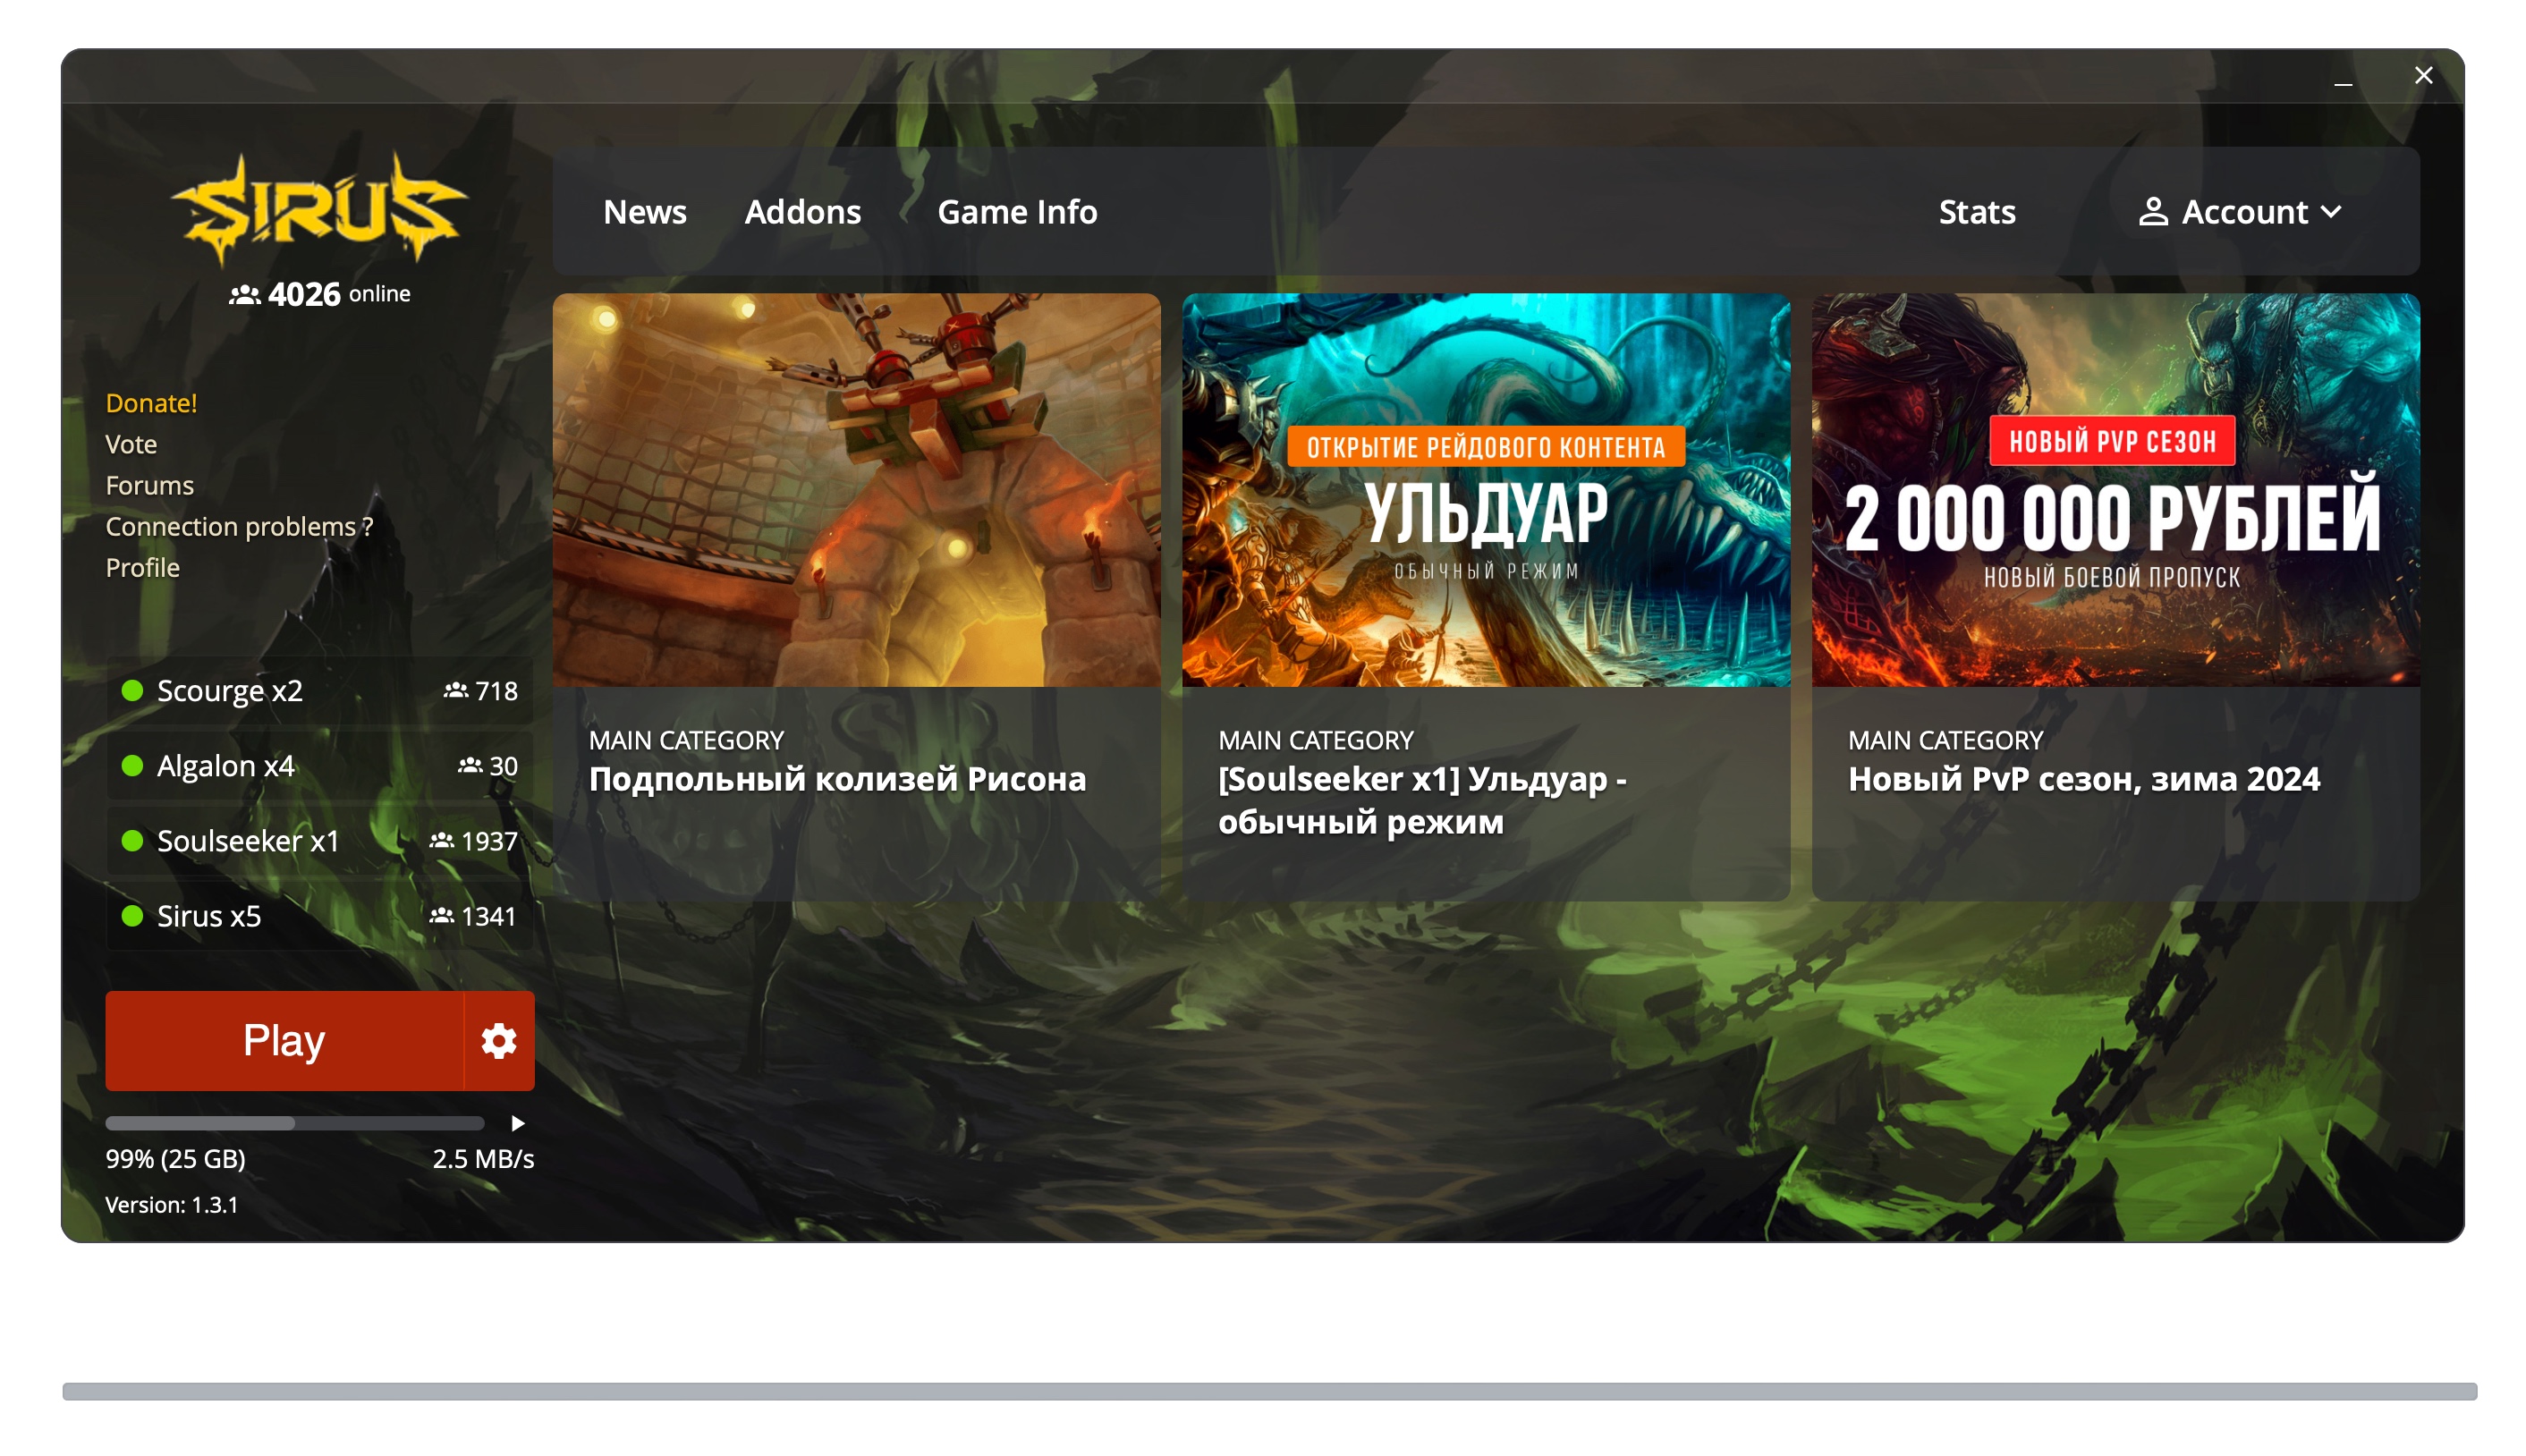 SIRUS
4026 online
Donate!
Vote
Forums
Connection problems ?
Profile
Scourge x2 718
Algalon x4 30
Soulseeker x1 1937
Sirus x5 1341
Play
99% (25 GB) 2.5 MB/s
Version: 1.3.1
News Addons Game Info Stats Account
MAIN CATEGORY
Подпольный колизей Рисона
ОТКРЫТИЕ РЕЙДОВОГО КОНТЕНТА
УЛЬДУАР
ОБЫЧНЫЙ РЕЖИМ
MAIN CATEGORY
[Soulseeker x1] Ульдуар -
обычный режим
НОВЫЙ PVP СЕЗОН
2 000 000 РУБЛЕЙ
НОВЫЙ БОЕВОЙ ПРОПУСК
MAIN CATEGORY
Новый PvP сезон, зима 2024